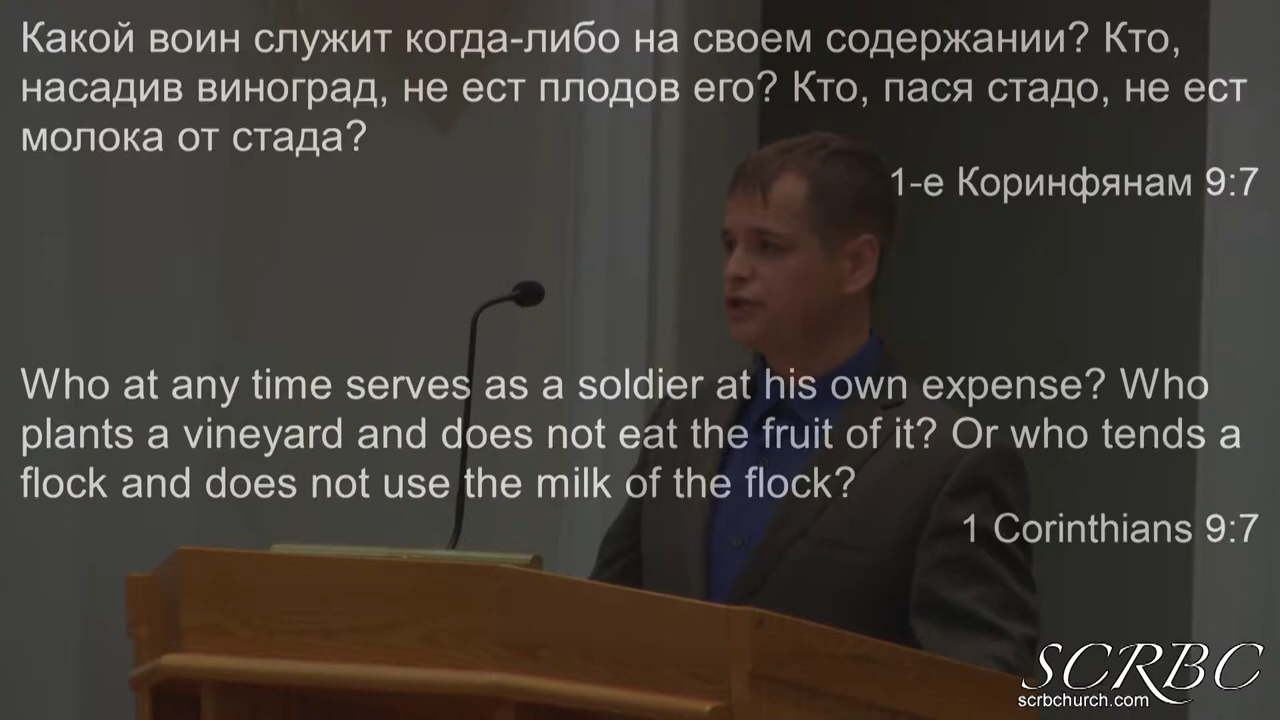 Какой воин служит когда-либо на своем содержании? Кто,
насадив виноград, не ест плодов его? Кто, пася стадо, не ест
молока от стада?
1-е Коринфянам 9:7
Who at any time serves as a soldier at his own expense? Who
plants a vineyard and does not eat the fruit of it? Or who tends a
flock and does not use the milk of the flock?
1 Corinthians 9:7
SCRBC
scrbchurch.com